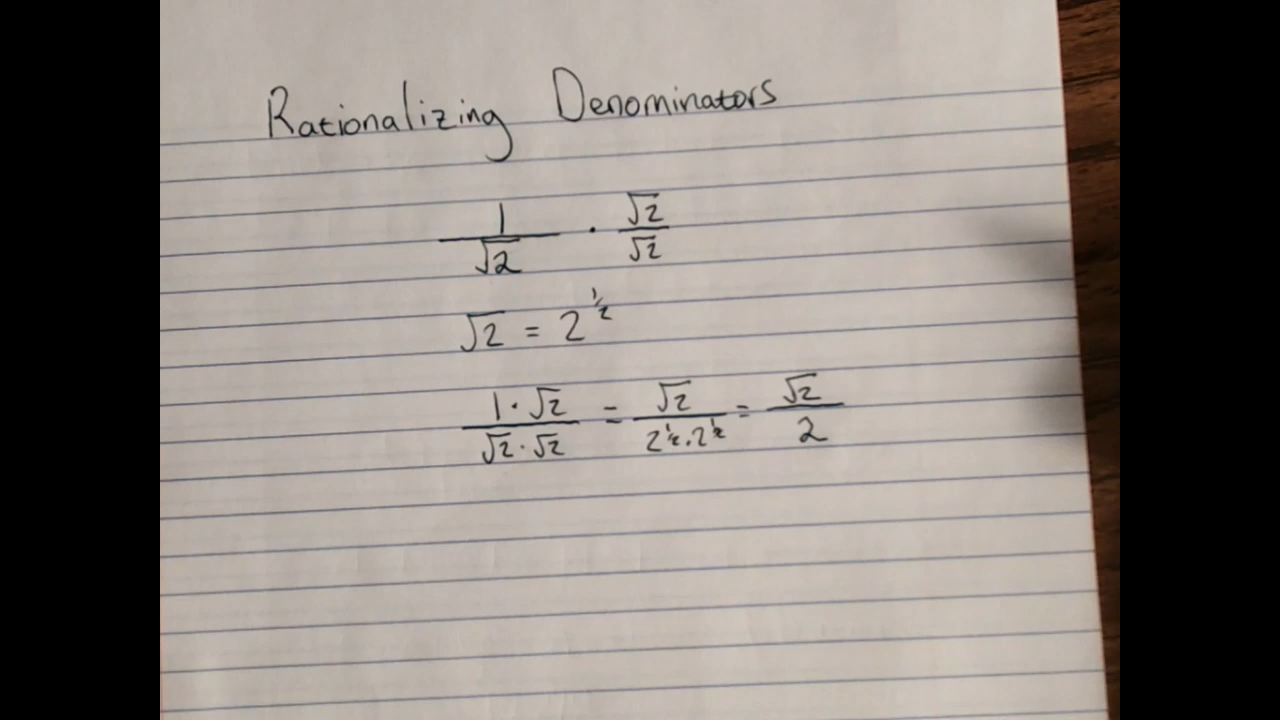 Rationalizing Denominators
1/√2 · √2/√2
√2 = 2^(1/2)
(1·√2)/(√2·√2) = √2/(2^(1/2)·2^(1/2)) = √2/2